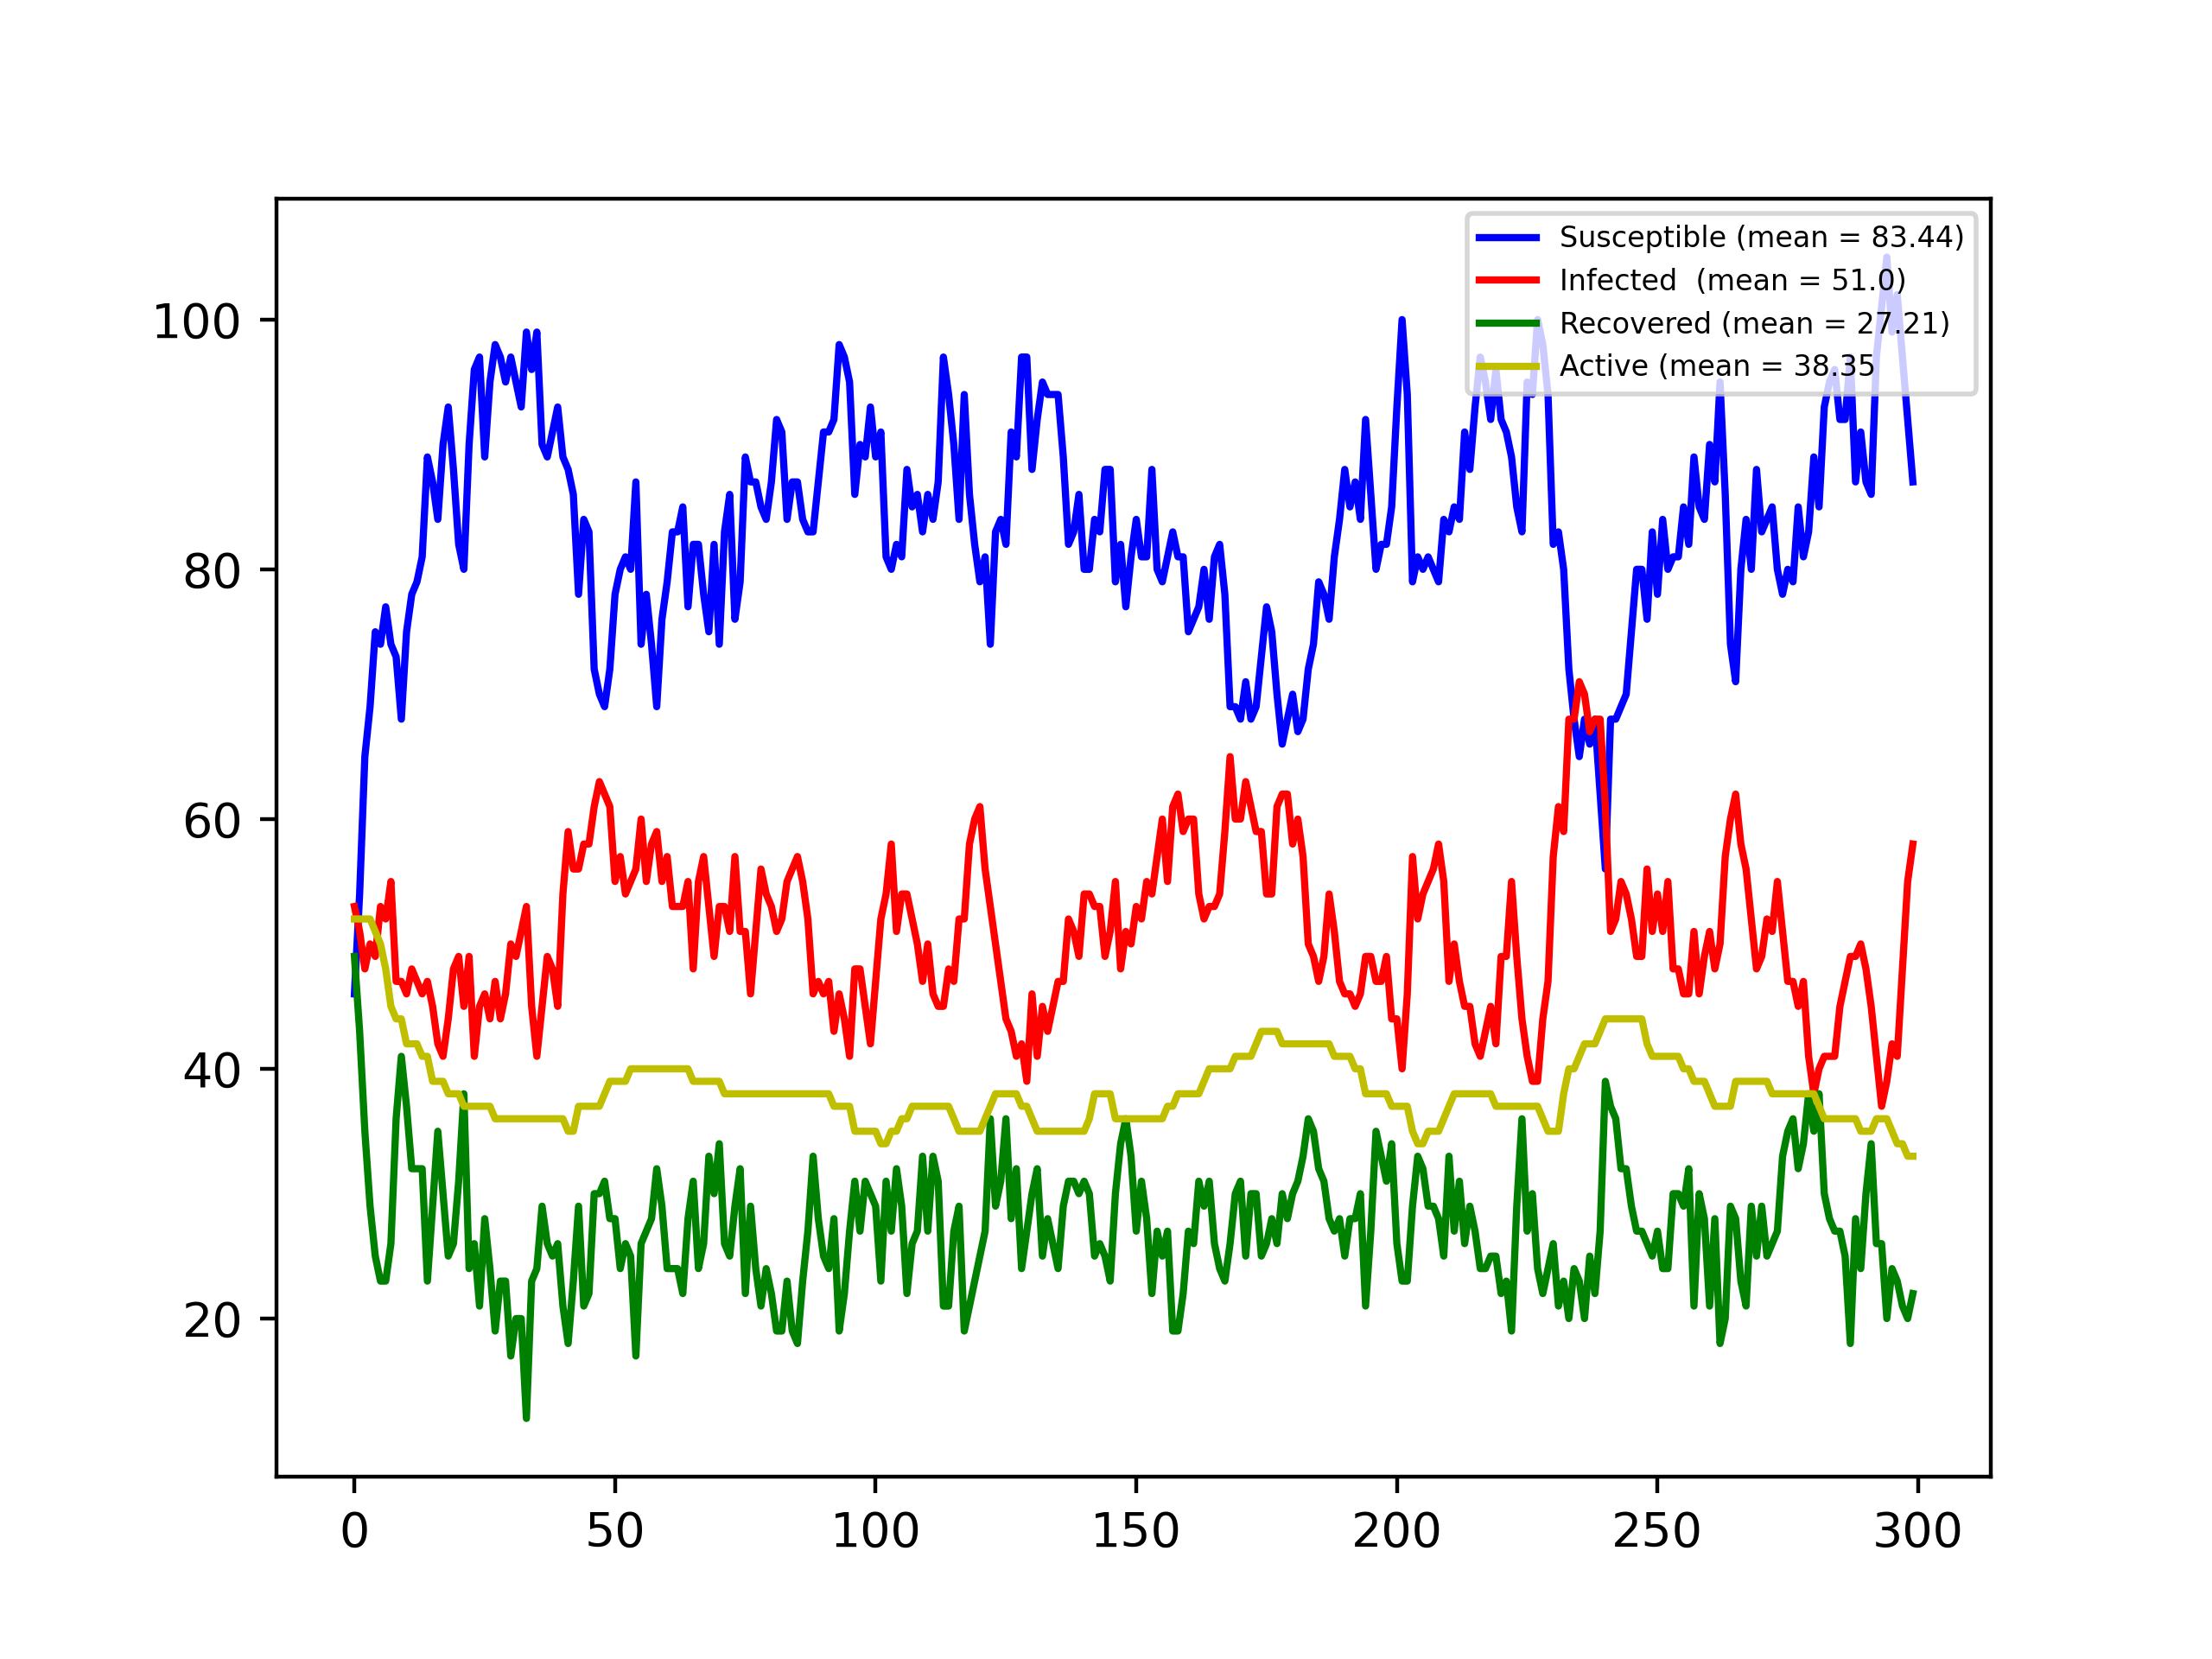 Susceptible (mean = 83.44)
Infected  (mean = 51.0)
Recovered (mean = 27.21)
Active (mean = 38.35
100
80
60
40
20
0 50 100 150 200 250 300